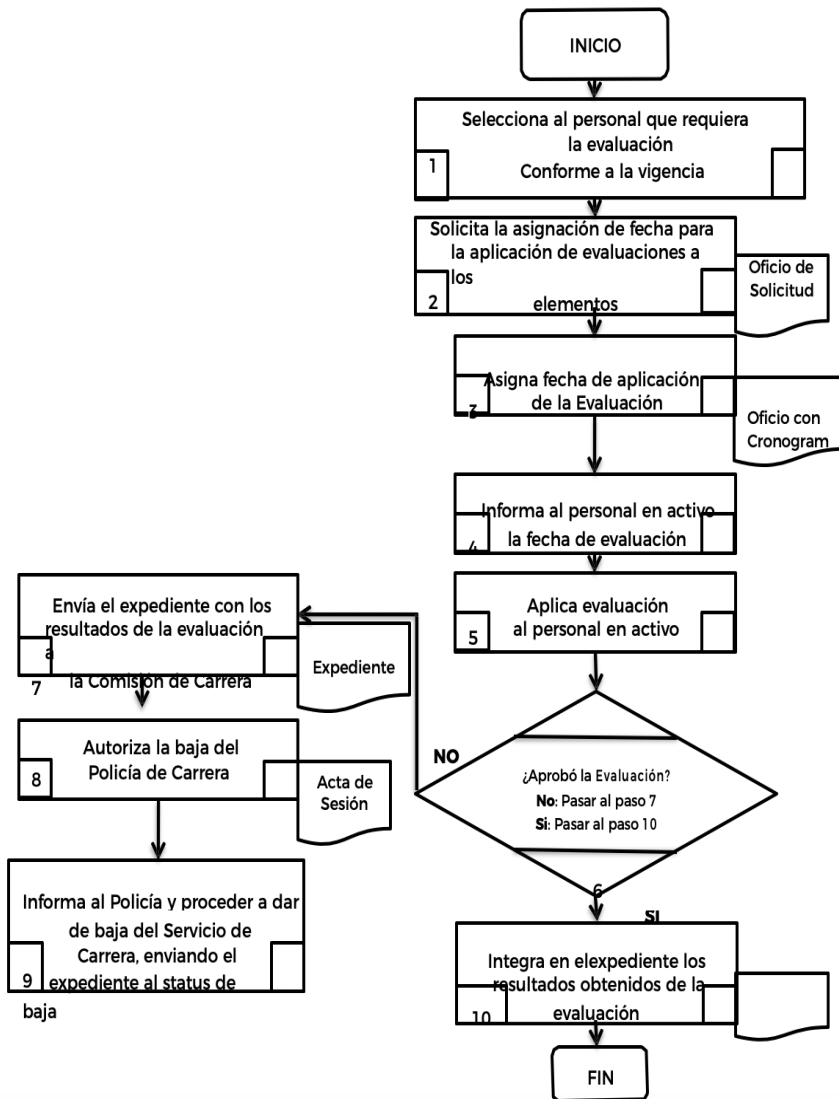 INICIO
Selecciona al personal que requiera
la evaluación
Conforme a la vigencia
1
Solicita la asignación de fecha para
la aplicación de evaluaciones a
los
elementos
2
Oficio de
Solicitud
Asigna fecha de aplicación
de la Evaluación
3
Oficio con
Cronogram
Informa al personal en activo
la fecha de evaluación
4
Aplica evaluación
al personal en activo
5
¿Aprobó la Evaluación?
No: Pasar al paso 7
Si: Pasar al paso 10
6
NO
SI
Envía el expediente con los
resultados de la evaluación
a
la Comisión de Carrera
7
Expediente
Autoriza la baja del
Policía de Carrera
8
Acta de
Sesión
Informa al Policía y proceder a dar
de baja del Servicio de
Carrera, enviando el
expediente al status de
baja
9
Integra en elexpediente los
resultados obtenidos de la
evaluación
10
FIN